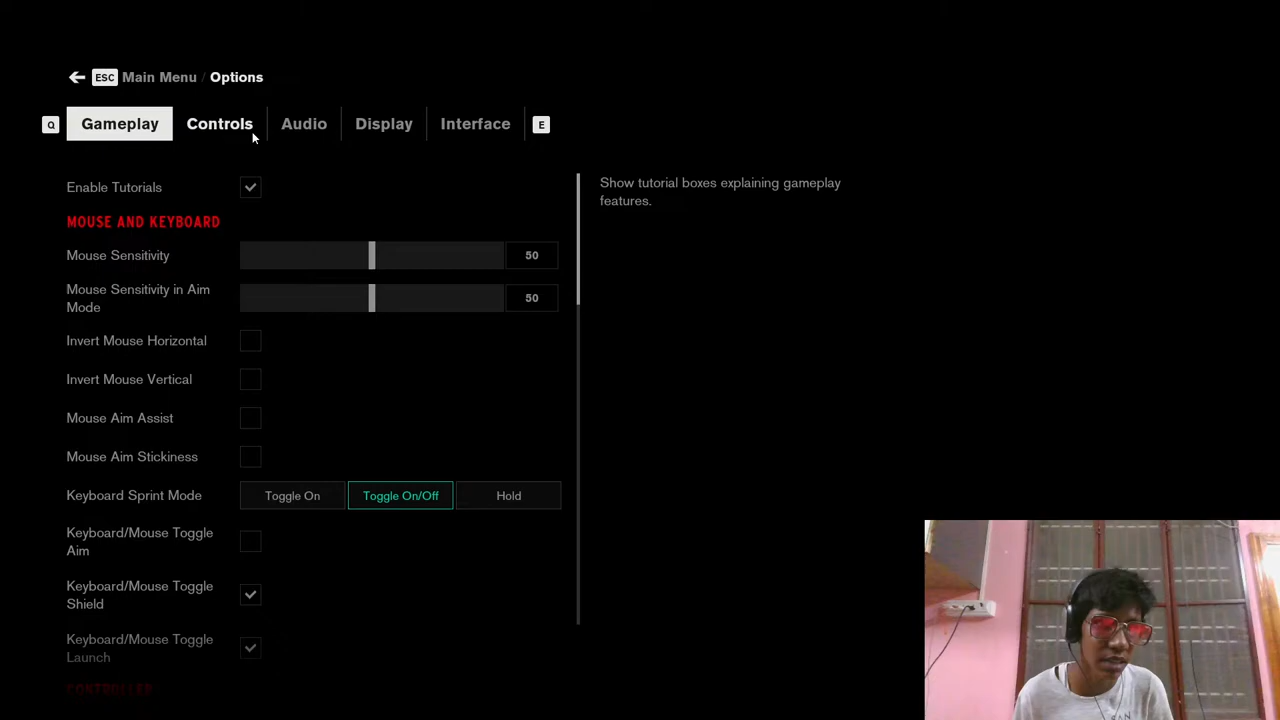 ESC Main Menu / Options
Q Gameplay Controls Audio Display Interface E
Enable Tutorials
Show tutorial boxes explaining gameplay
features.
MOUSE AND KEYBOARD
Mouse Sensitivity 50
Mouse Sensitivity in Aim
Mode 50
Invert Mouse Horizontal
Invert Mouse Vertical
Mouse Aim Assist
Mouse Aim Stickiness
Keyboard Sprint Mode Toggle On Toggle On/Off Hold
Keyboard/Mouse Toggle
Aim
Keyboard/Mouse Toggle
Shield
Keyboard/Mouse Toggle
Launch
CONTROLLER
SAN